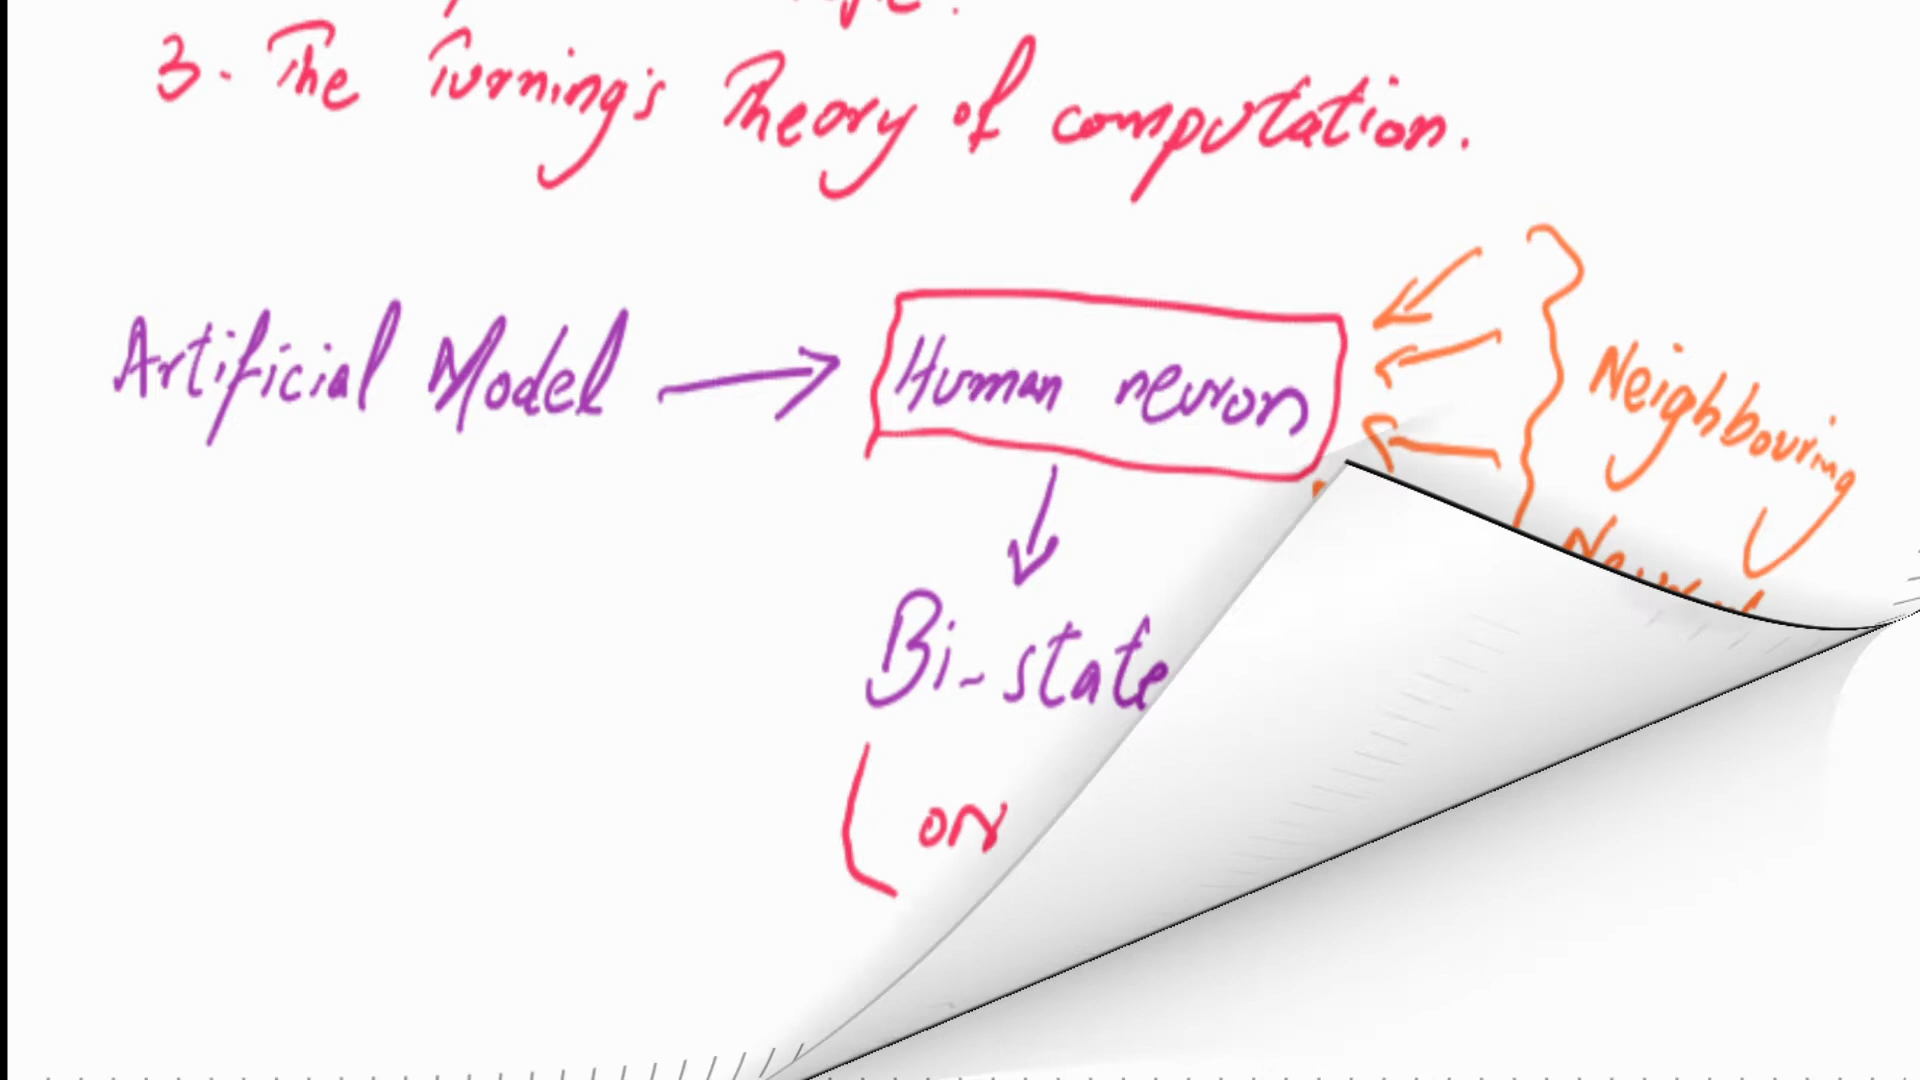 3. The Turning's Theory of computation.
Artificial Model → Human neuron
Neighbouring
Bi-state
(on